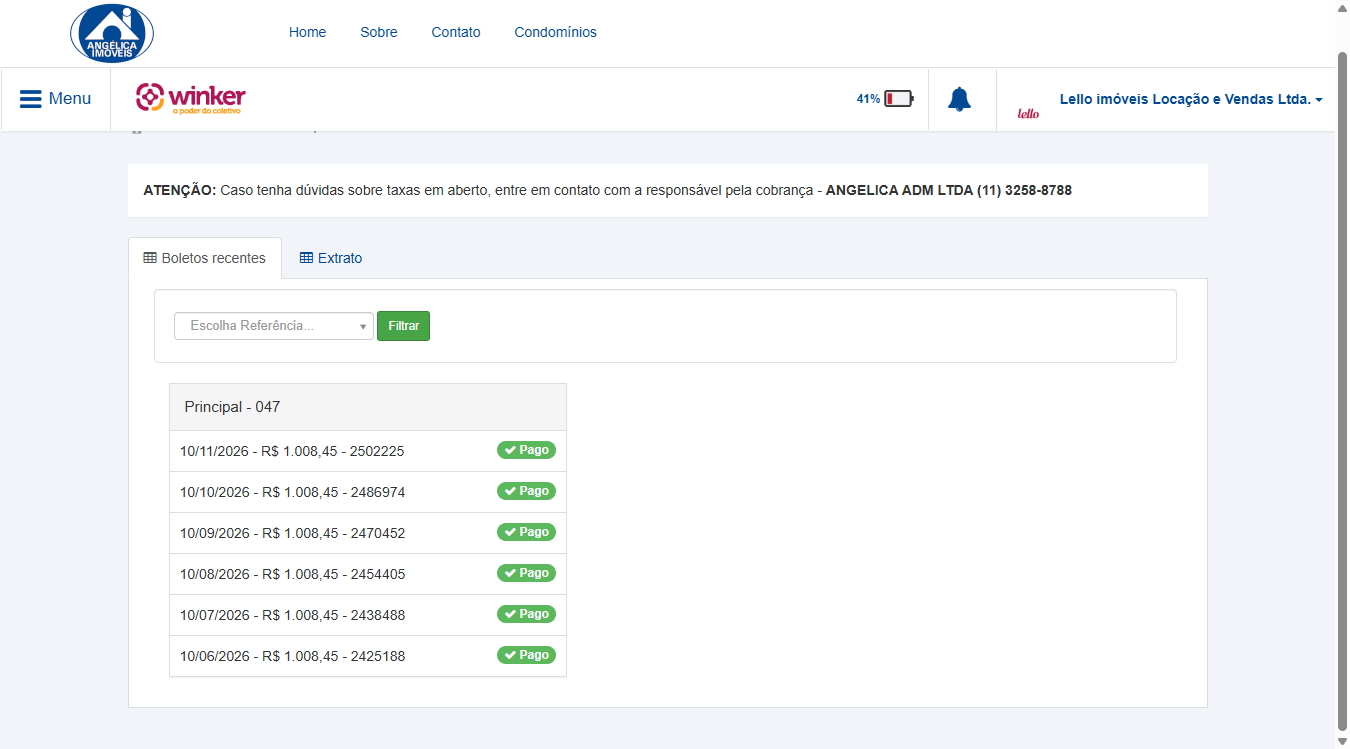 ANGÉLICA
IMÓVEIS
Home Sobre Contato Condomínios
Menu
winker
o poder do coletivo
41%
lello
Lello imóveis Locação e Vendas Ltda.
ATENÇÃO: Caso tenha dúvidas sobre taxas em aberto, entre em contato com a responsável pela cobrança - ANGELICA ADM LTDA (11) 3258-8788
Boletos recentes Extrato
Escolha Referência... Filtrar
Principal - 047
10/11/2026 - R$ 1.008,45 - 2502225 Pago
10/10/2026 - R$ 1.008,45 - 2486974 Pago
10/09/2026 - R$ 1.008,45 - 2470452 Pago
10/08/2026 - R$ 1.008,45 - 2454405 Pago
10/07/2026 - R$ 1.008,45 - 2438488 Pago
10/06/2026 - R$ 1.008,45 - 2425188 Pago